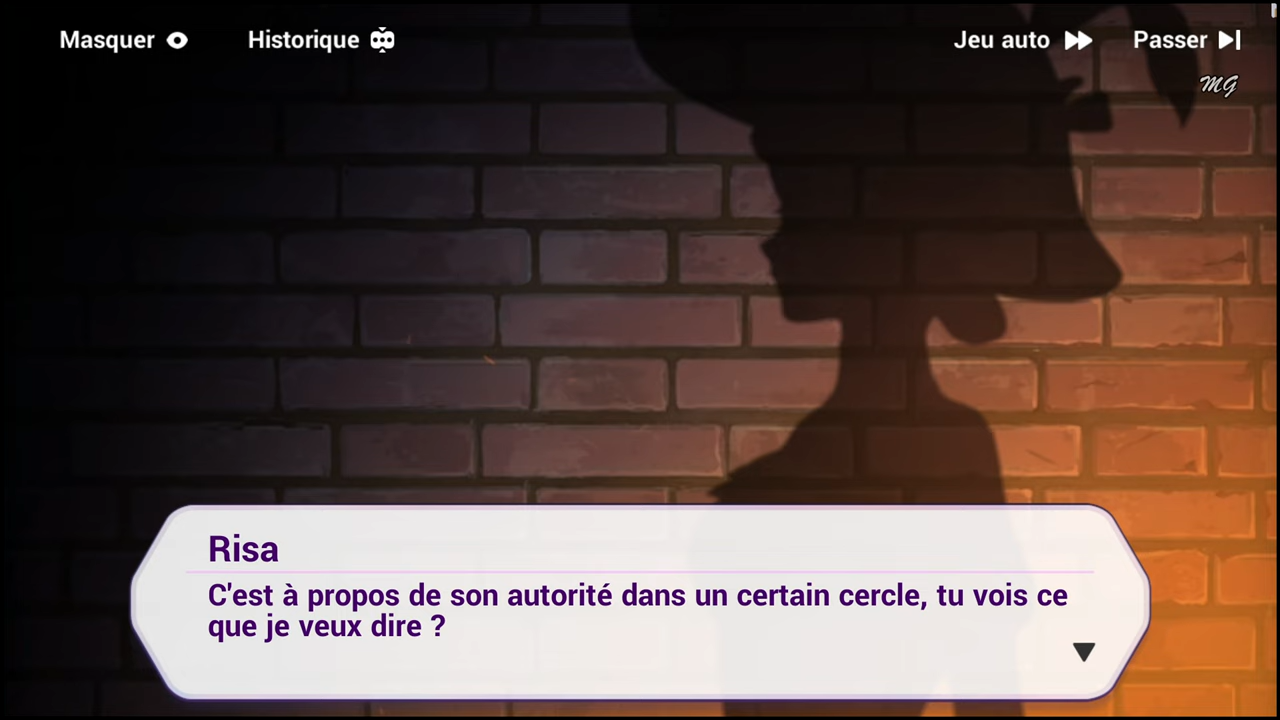 Masquer
Historique
Jeu auto
Passer
MG
Risa
C'est à propos de son autorité dans un certain cercle, tu vois ce
que je veux dire ?